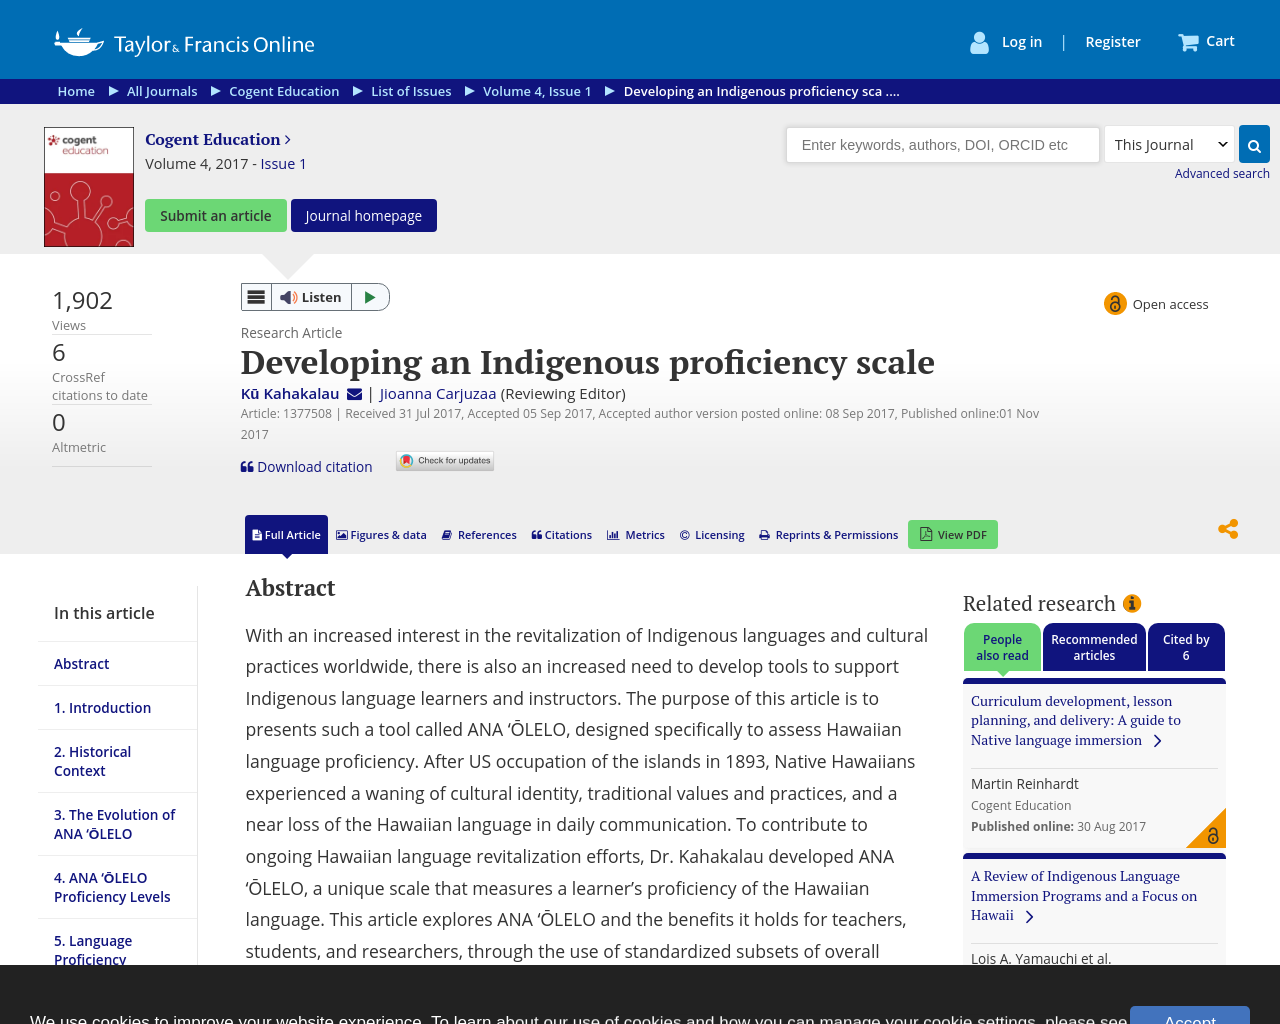 Taylor & Francis Online
Log in | Register
Cart
Home
All Journals
Cogent Education
List of Issues
Volume 4, Issue 1
Developing an Indigenous proficiency sca ....
cogent
education
Cogent Education
Volume 4, 2017 - Issue 1
Submit an article
Journal homepage
Enter keywords, authors, DOI, ORCID etc
This Journal
Advanced search
1,902
Views
6
CrossRef
citations to date
0
Altmetric
Listen
Open access
Research Article
Developing an Indigenous proficiency scale
Kū Kahakalau | Jioanna Carjuzaa (Reviewing Editor)
Article: 1377508 | Received 31 Jul 2017, Accepted 05 Sep 2017, Accepted author version posted online: 08 Sep 2017, Published online:01 Nov
2017
Download citation
Check for updates
Full Article
Figures & data
References
Citations
Metrics
Licensing
Reprints & Permissions
View PDF
In this article
Abstract
1. Introduction
2. Historical
Context
3. The Evolution of
ANA ‘ŌLELO
4. ANA ‘ŌLELO
Proficiency Levels
5. Language
Proficiency
Abstract
With an increased interest in the revitalization of Indigenous languages and cultural
practices worldwide, there is also an increased need to develop tools to support
Indigenous language learners and instructors. The purpose of this article is to
presents such a tool called ANA ‘ŌLELO, designed specifically to assess Hawaiian
language proficiency. After US occupation of the islands in 1893, Native Hawaiians
experienced a waning of cultural identity, traditional values and practices, and a
near loss of the Hawaiian language in daily communication. To contribute to
ongoing Hawaiian language revitalization efforts, Dr. Kahakalau developed ANA
‘ŌLELO, a unique scale that measures a learner’s proficiency of the Hawaiian
language. This article explores ANA ‘ŌLELO and the benefits it holds for teachers,
students, and researchers, through the use of standardized subsets of overall
Related research
People
also read
Recommended
articles
Cited by
6
Curriculum development, lesson
planning, and delivery: A guide to
Native language immersion
Martin Reinhardt
Cogent Education
Published online: 30 Aug 2017
A Review of Indigenous Language
Immersion Programs and a Focus on
Hawaii
Lois A. Yamauchi et al.
We use cookies to improve your website experience. To learn about our use of cookies and how you can manage your cookie settings, please see
Accept